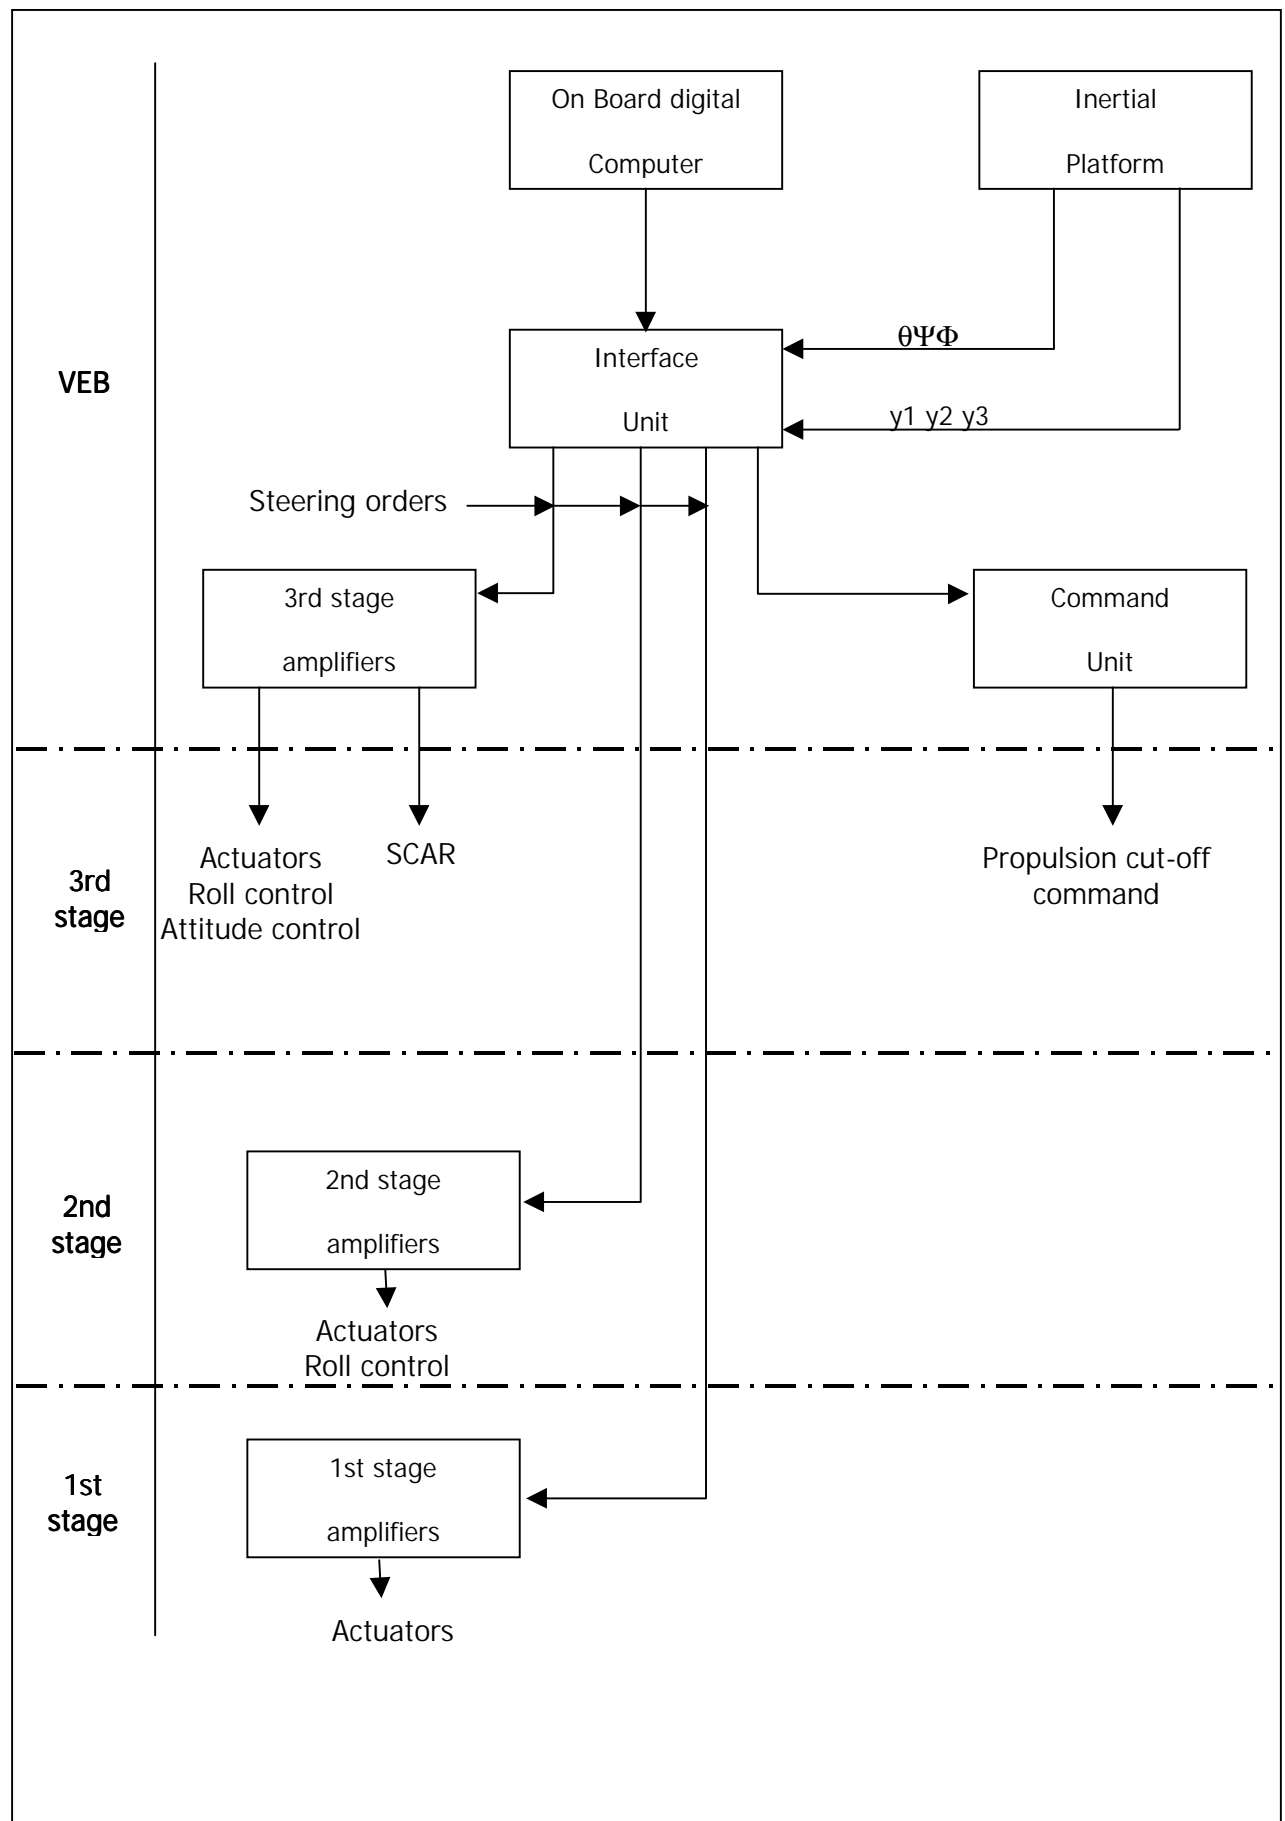 On Board digital
Computer
Inertial
Platform
θΨΦ
Interface
Unit
y1 y2 y3
VEB
Steering orders
3rd stage
amplifiers
Command
Unit
3rd
stage
Actuators
Roll control
Attitude control
SCAR
Propulsion cut-off
command
2nd
stage
2nd stage
amplifiers
Actuators
Roll control
1st
stage
1st stage
amplifiers
Actuators